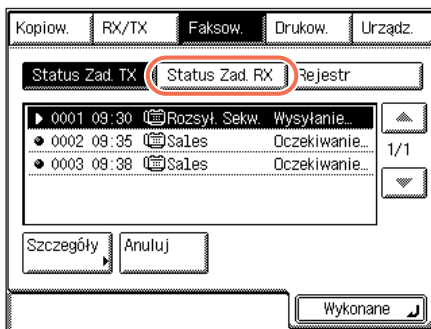 Kopiow. RX/TX Faksow. Drukow. Urządz.
Status Zad. TX Status Zad. RX Rejestr
0001 09:30 Rozsył. Sekw. Wysyłanie…
0002 09:35 Sales Oczekiwanie…
0003 09:38 Sales Oczekiwanie…
1/1
Szczegóły Anuluj
Wykonane